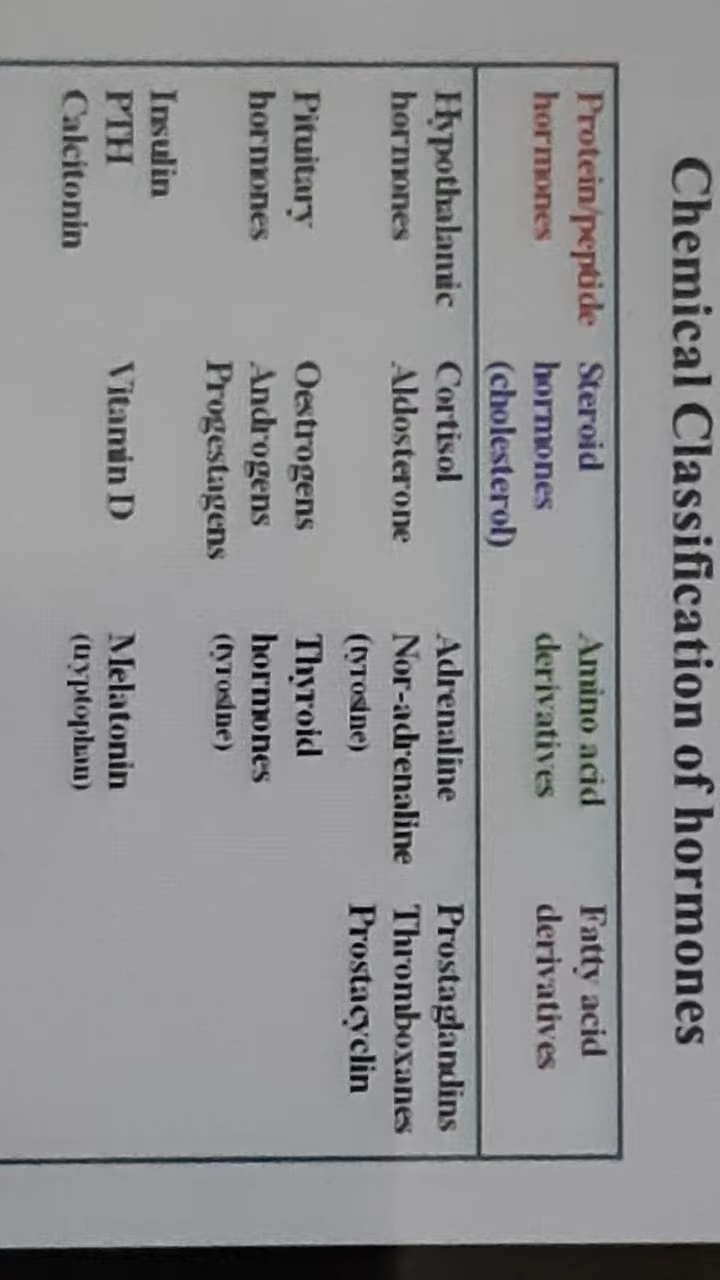 Chemical Classification of hormones
Protein/peptide
hormones
Steroid
hormones
(cholesterol)
Amino acid
derivatives
Fatty acid
derivatives
Hypothalamic
hormones
Pituitary
hormones
Insulin
PTH
Calcitonin
Cortisol
Aldosterone
Oestrogens
Androgens
Progestagens
Vitamin D
Adrenaline
Nor-adrenaline
(tyrosine)
Thyroid
hormones
(tyrosine)
Melatonin
(tryptophan)
Prostaglandins
Thromboxanes
Prostacyclin